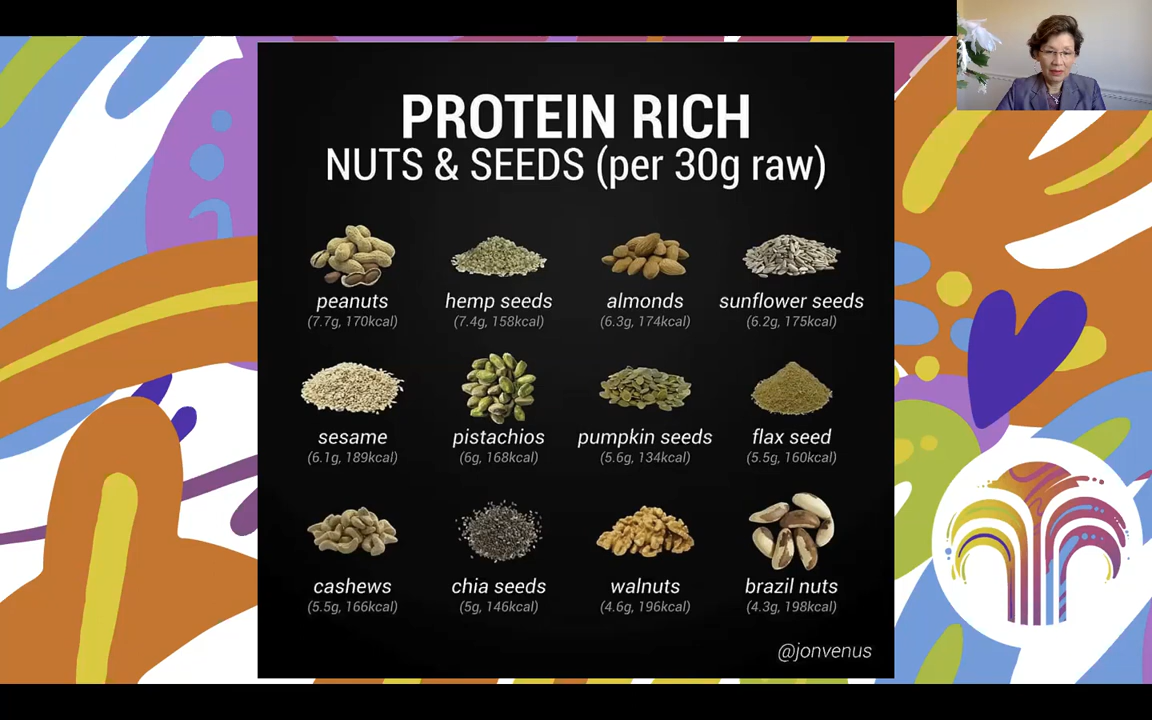 PROTEIN RICH
NUTS & SEEDS (per 30g raw)
peanuts
(7.7g, 170kcal)
hemp seeds
(7.4g, 158kcal)
almonds
(6.3g, 174kcal)
sunflower seeds
(6.2g, 175kcal)
sesame
(6.1g, 189kcal)
pistachios
(6g, 168kcal)
pumpkin seeds
(5.6g, 134kcal)
flax seed
(5.5g, 160kcal)
cashews
(5.5g, 166kcal)
chia seeds
(5g, 146kcal)
walnuts
(4.6g, 196kcal)
brazil nuts
(4.3g, 198kcal)
@jonvenus